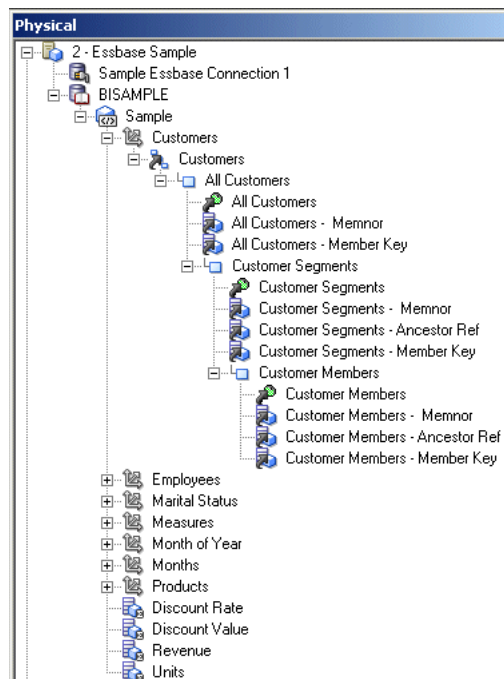 Physical
2 - Essbase Sample
Sample Essbase Connection 1
BISAMPLE
Sample
Customers
Customers
All Customers
All Customers
All Customers - Memnor
All Customers - Member Key
Customer Segments
Customer Segments
Customer Segments - Memnor
Customer Segments - Ancestor Ref
Customer Segments - Member Key
Customer Members
Customer Members
Customer Members - Memnor
Customer Members - Ancestor Ref
Customer Members - Member Key
Employees
Marital Status
Measures
Month of Year
Months
Products
Discount Rate
Discount Value
Revenue
Units